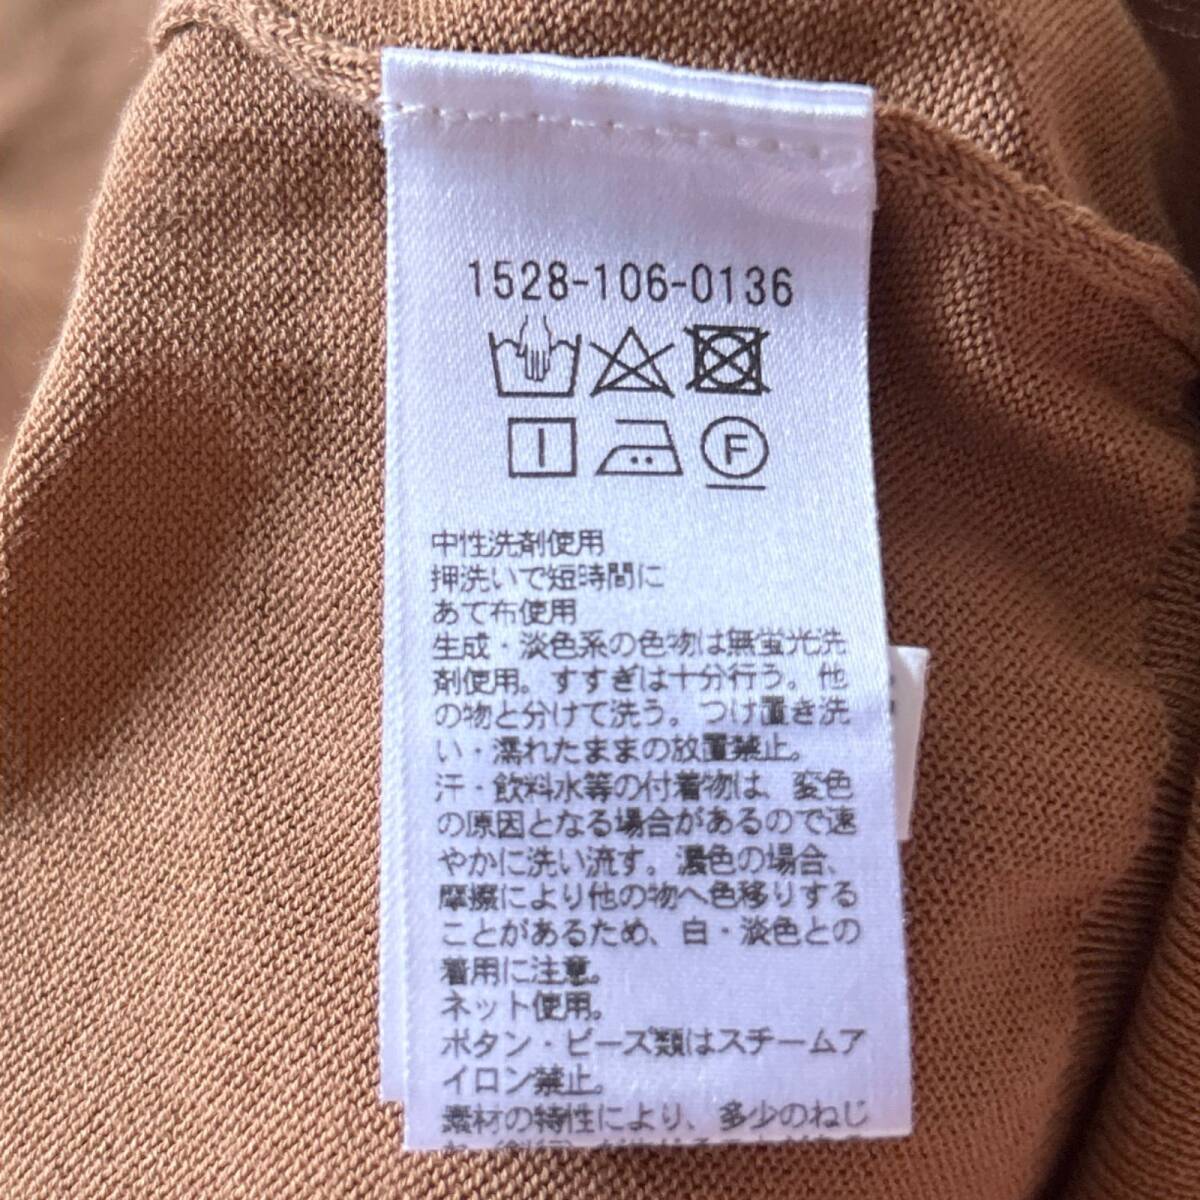 1528-106-0136
F
中性洗剤使用
押洗いで短時間に
あて布使用
生成・淡色系の色物は無蛍光洗
剤使用。すすぎは十分行う。他
の物と分けて洗う。つけ置き洗
い・濡れたままの放置禁止。
汗・飲料水等の付着物は、変色
の原因となる場合があるので速
やかに洗い流す。濃色の場合、
摩擦により他の物へ色移りする
ことがあるため、白・淡色との
着用に注意。
ネット使用。
ボタン・ビーズ類はスチームア
イロン禁止。
素材の特性により、多少のねじ